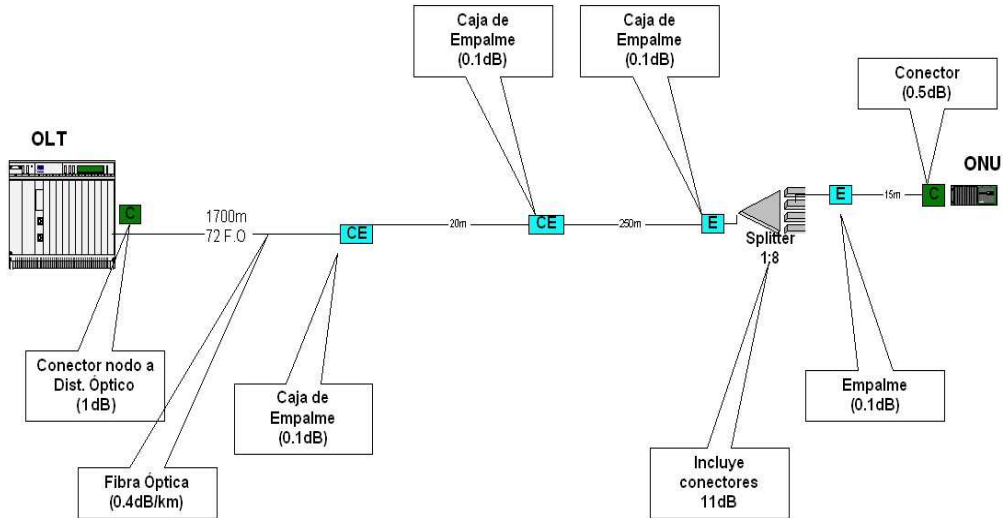 Caja de
Empalme
(0.1dB)
Caja de
Empalme
(0.1dB)
Conector
(0.5dB)
OLT
ONU
C
1700m
72 F.O
CE
20m
CE
250m
E
Splitter
1:8
E
15m
C
Conector nodo a
Dist. Óptico
(1dB)
Caja de
Empalme
(0.1dB)
Empalme
(0.1dB)
Fibra Óptica
(0.4dB/km)
Incluye
conectores
11dB